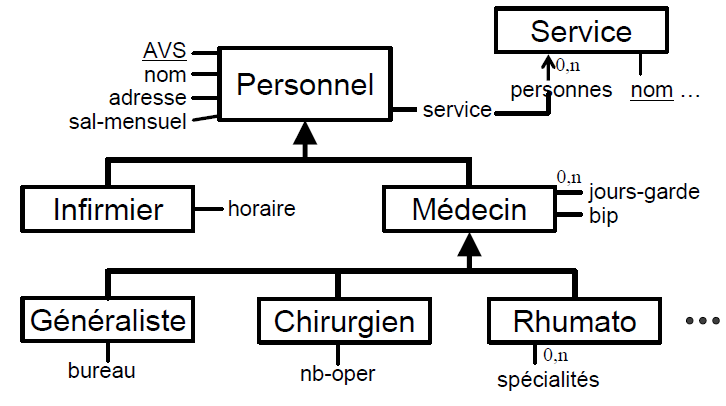 Service
AVS
nom
adresse
sal-mensuel
Personnel
0,n
personnes
nom ...
service
Infirmier
horaire
Médecin
0,n
jours-garde
bip
Généraliste
Chirurgien
Rhumato
...
bureau
nb-oper
0,n
spécialités